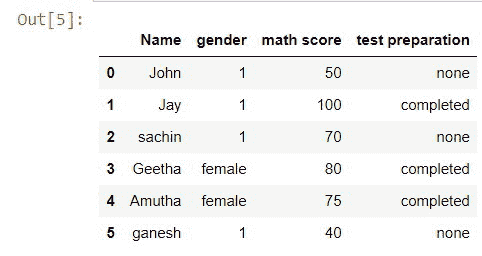 Out[5]:
Name gender math score test preparation
0 John 1 50 none
1 Jay 1 100 completed
2 sachin 1 70 none
3 Geetha female 80 completed
4 Amutha female 75 completed
5 ganesh 1 40 none